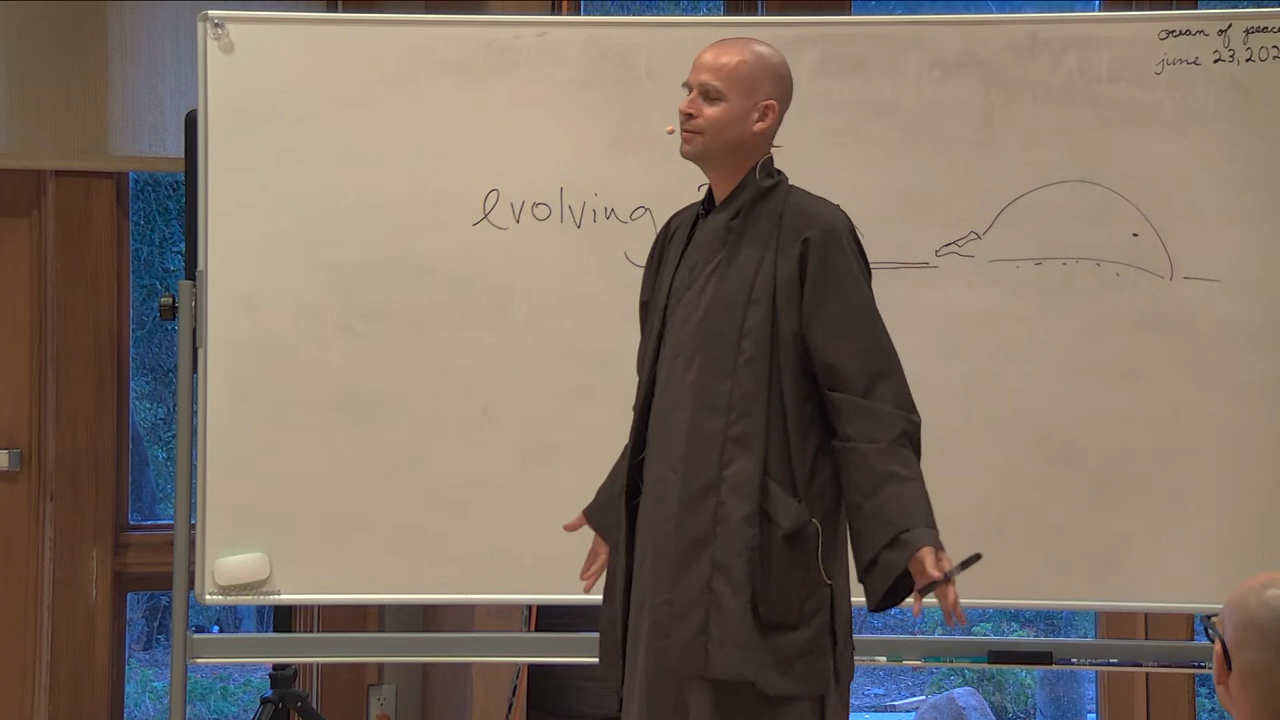 ocean of peace
june 23, 202
evolving